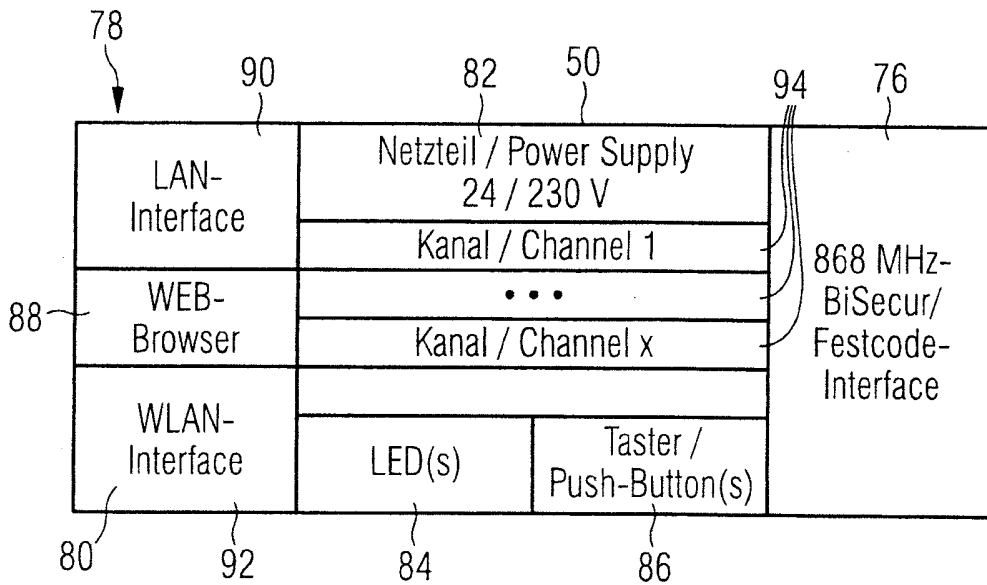 78
90
82
50
94
76
LAN-
Interface
Netzteil / Power Supply
24 / 230 V
Kanal / Channel 1
88
WEB-
Browser
• • •
Kanal / Channel x
868 MHz-
BiSecur/
Festcode-
Interface
WLAN-
Interface
LED(s)
Taster /
Push-Button(s)
80
92
84
86